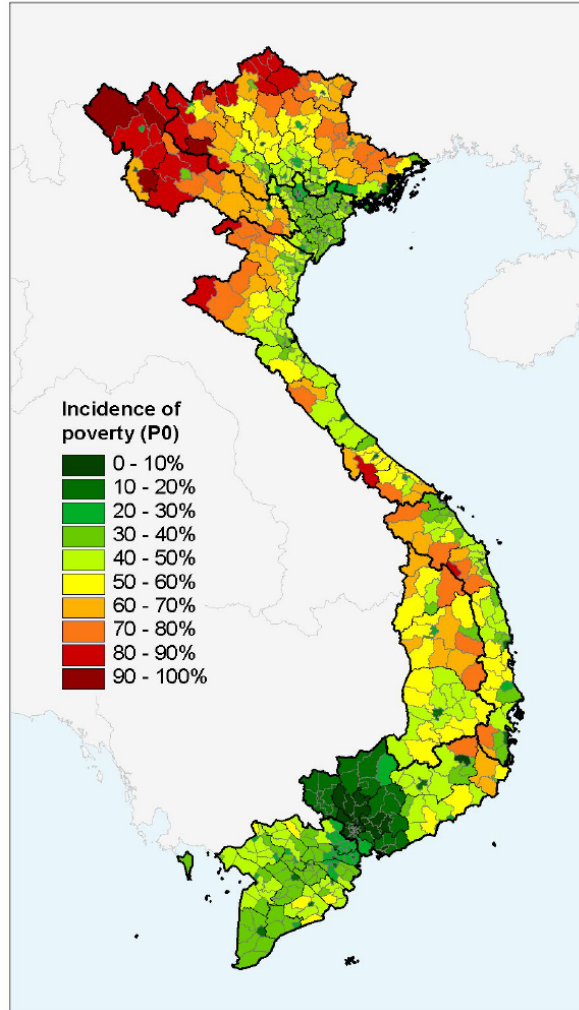 Incidence of
poverty (P0)
0 - 10%
10 - 20%
20 - 30%
30 - 40%
40 - 50%
50 - 60%
60 - 70%
70 - 80%
80 - 90%
90 - 100%